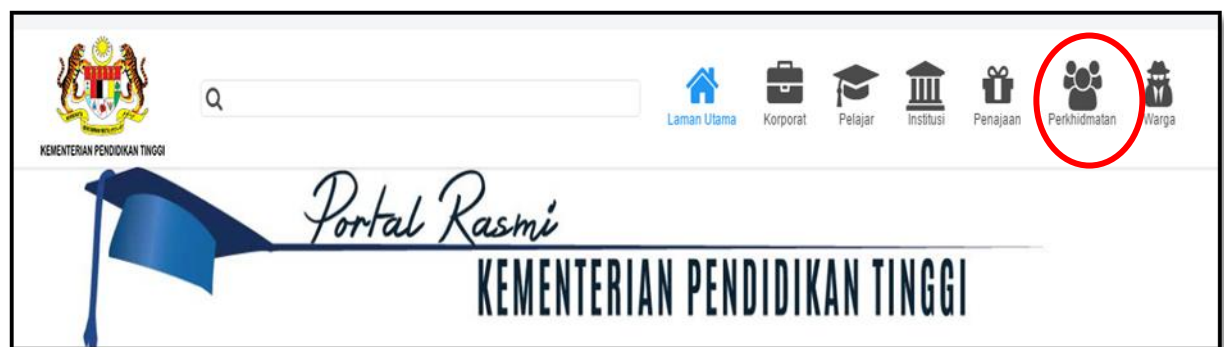 Laman Utama Korporat Pelajar Institusi Penajaan Perkhidmatan Warga
KEMENTERIAN PENDIDIKAN TINGGI
Portal Rasmi
KEMENTERIAN PENDIDIKAN TINGGI